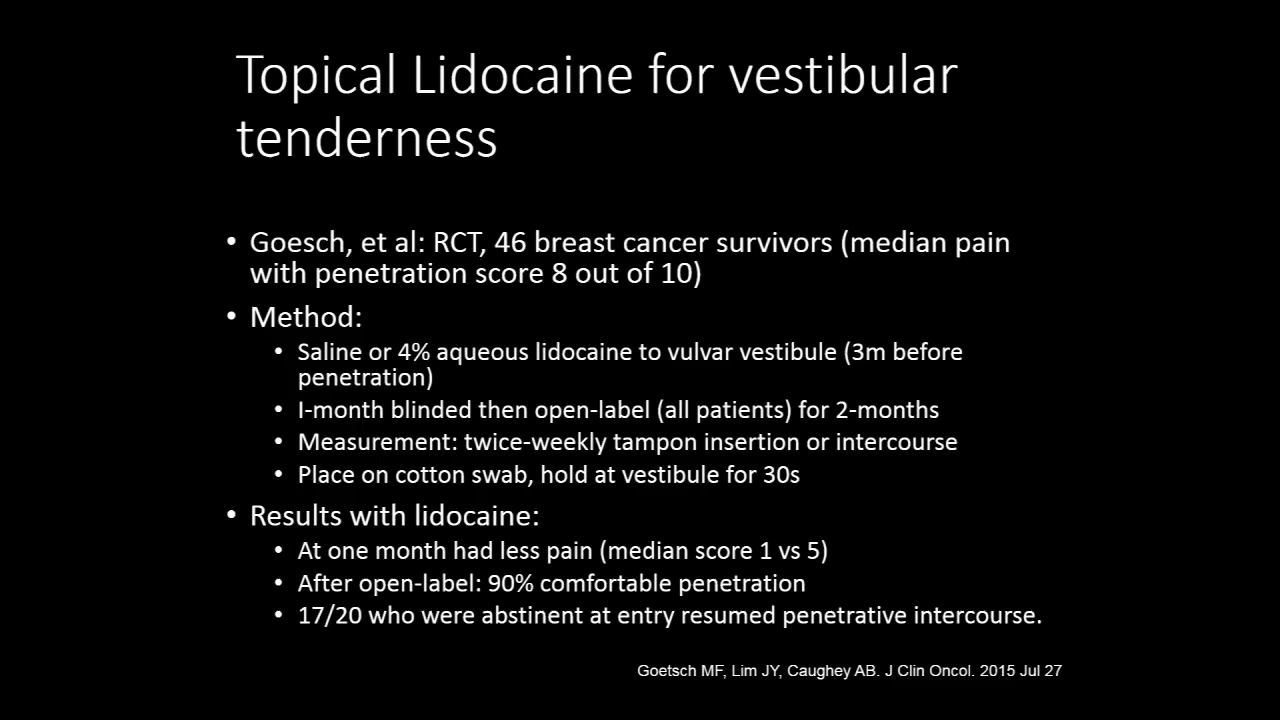 Topical Lidocaine for vestibular
tenderness
• Goesch, et al: RCT, 46 breast cancer survivors (median pain
with penetration score 8 out of 10)
• Method:
• Saline or 4% aqueous lidocaine to vulvar vestibule (3m before
penetration)
• I-month blinded then open-label (all patients) for 2-months
• Measurement: twice-weekly tampon insertion or intercourse
• Place on cotton swab, hold at vestibule for 30s
• Results with lidocaine:
• At one month had less pain (median score 1 vs 5)
• After open-label: 90% comfortable penetration
• 17/20 who were abstinent at entry resumed penetrative intercourse.
Goetsch MF, Lim JY, Caughey AB. J Clin Oncol. 2015 Jul 27